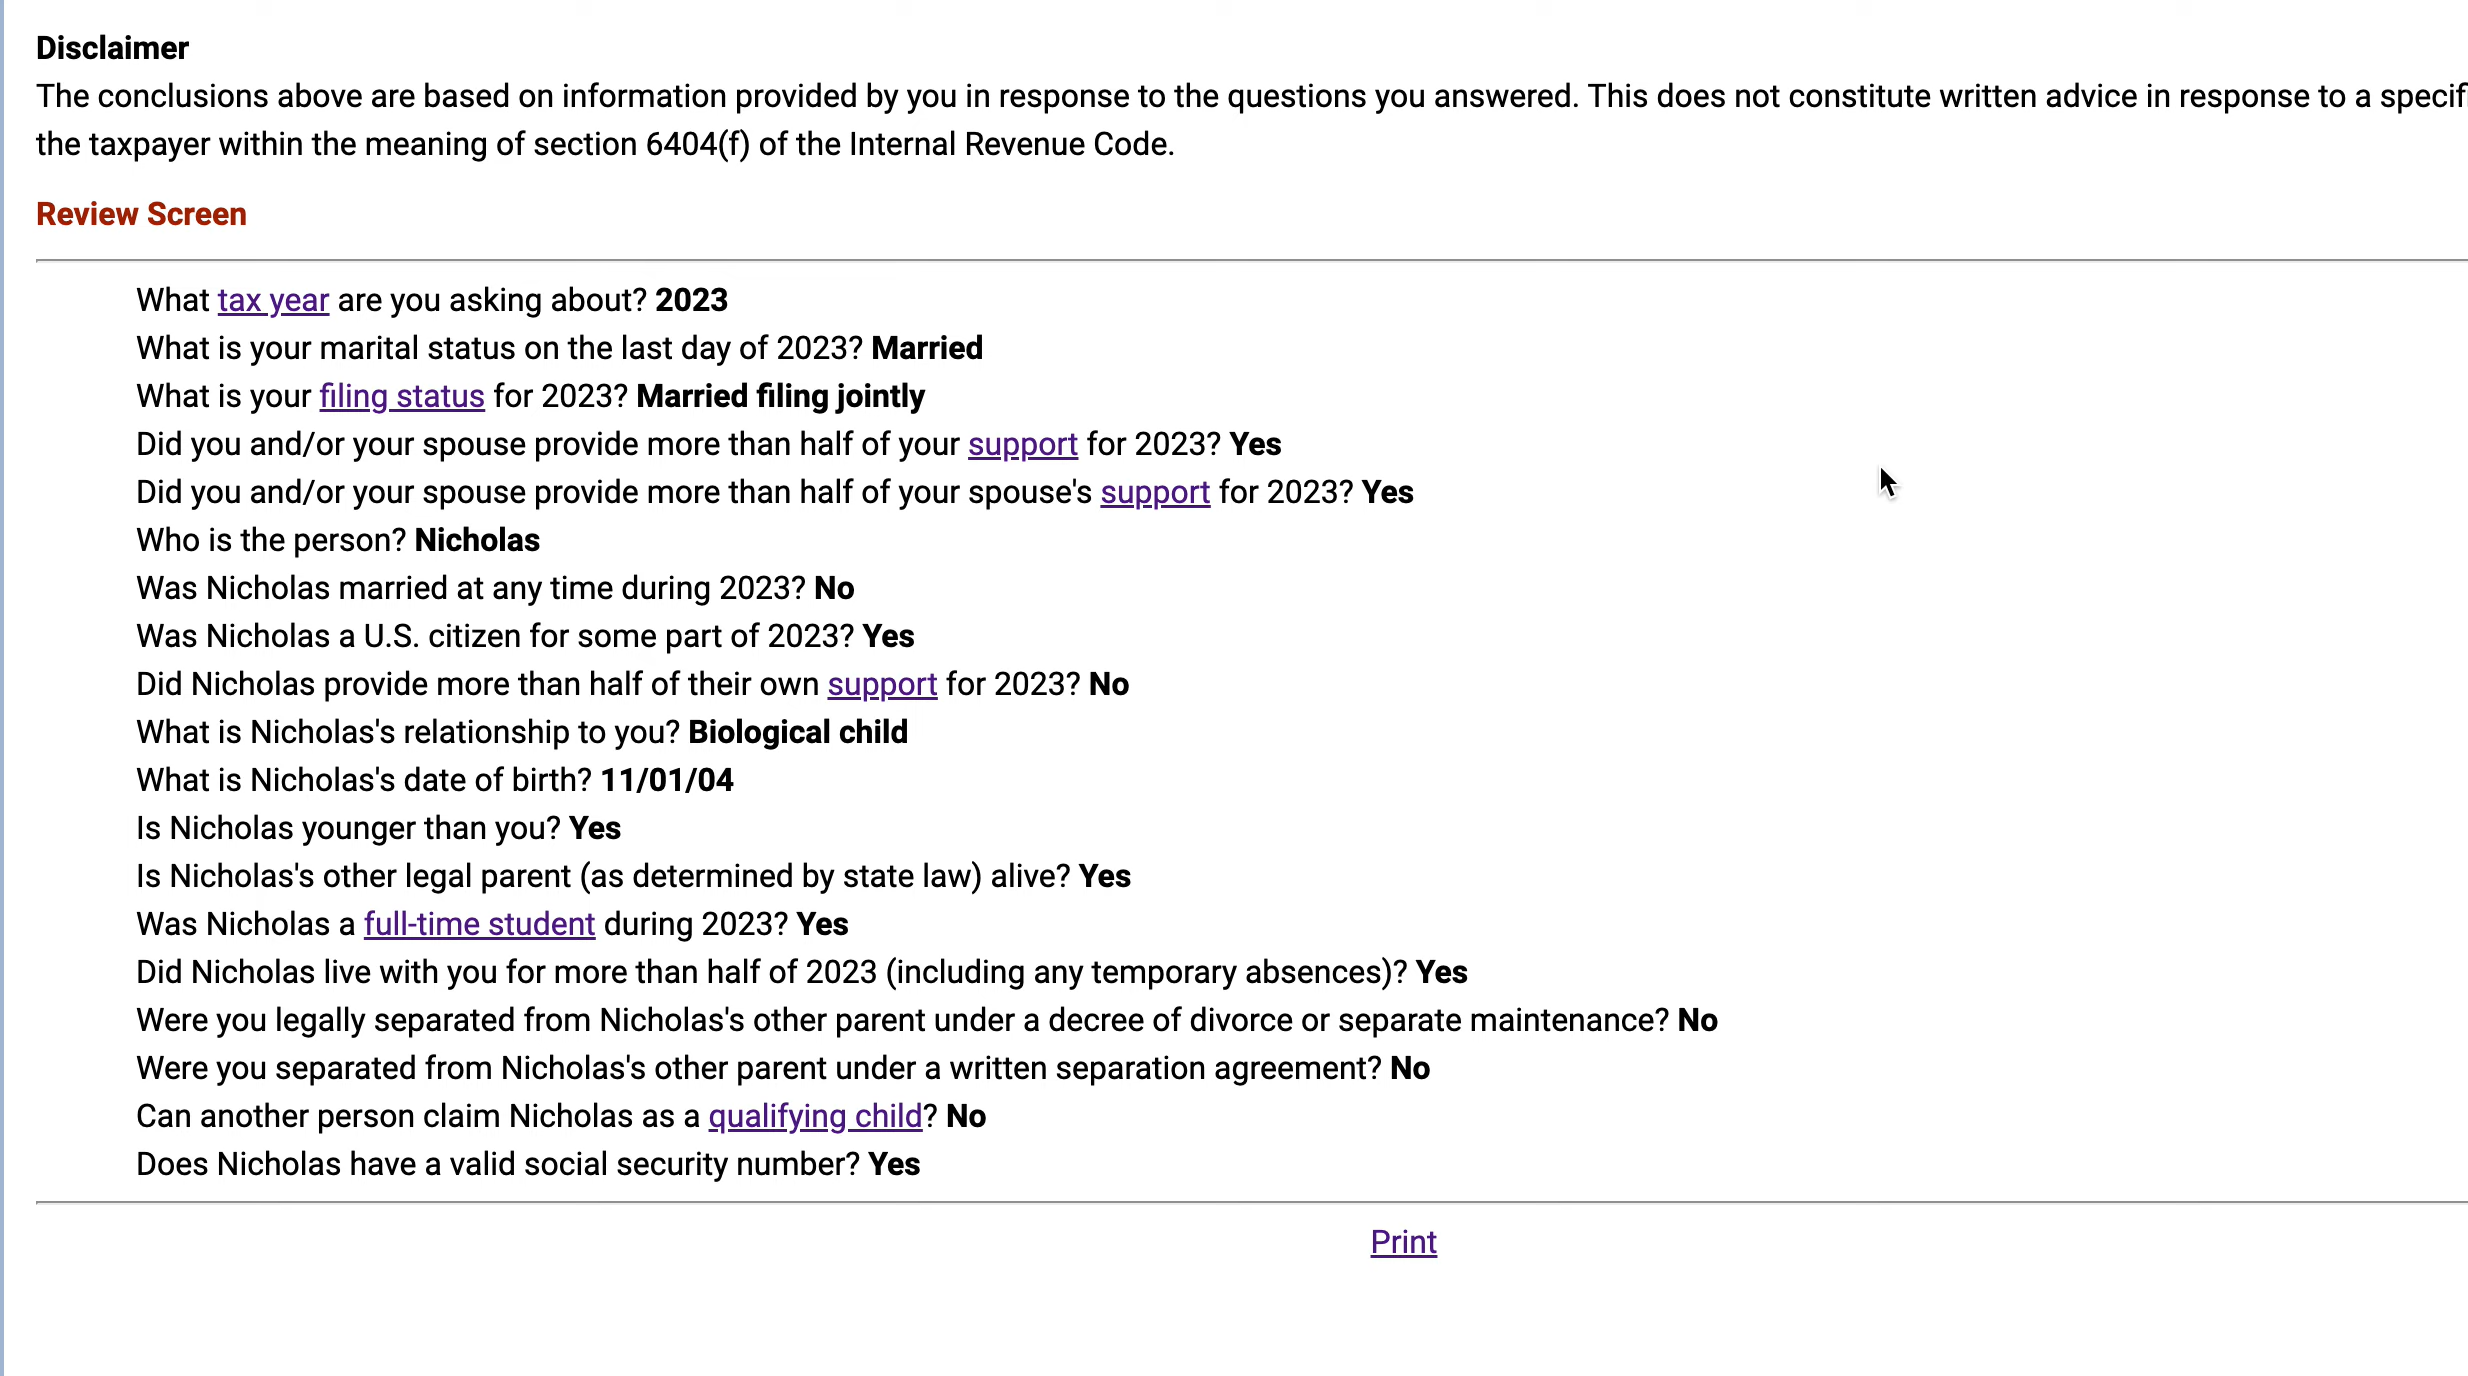 Disclaimer
The conclusions above are based on information provided by you in response to the questions you answered. This does not constitute written advice in response to a
the taxpayer within the meaning of section 6404(f) of the Internal Revenue Code.
Review Screen
What tax year are you asking about? 2023
What is your marital status on the last day of 2023? Married
What is your filing status for 2023? Married filing jointly
Did you and/or your spouse provide more than half of your support for 2023? Yes
Did you and/or your spouse provide more than half of your spouse's support for 2023? Yes
Who is the person? Nicholas
Was Nicholas married at any time during 2023? No
Was Nicholas a U.S. citizen for some part of 2023? Yes
Did Nicholas provide more than half of their own support for 2023? No
What is Nicholas's relationship to you? Biological child
What is Nicholas's date of birth? 11/01/04
Is Nicholas younger than you? Yes
Is Nicholas's other legal parent (as determined by state law) alive? Yes
Was Nicholas a full-time student during 2023? Yes
Did Nicholas live with you for more than half of 2023 (including any temporary absences)? Yes
Were you legally separated from Nicholas's other parent under a decree of divorce or separate maintenance? No
Were you separated from Nicholas's other parent under a written separation agreement? No
Can another person claim Nicholas as a qualifying child? No
Does Nicholas have a valid social security number? Yes
Print